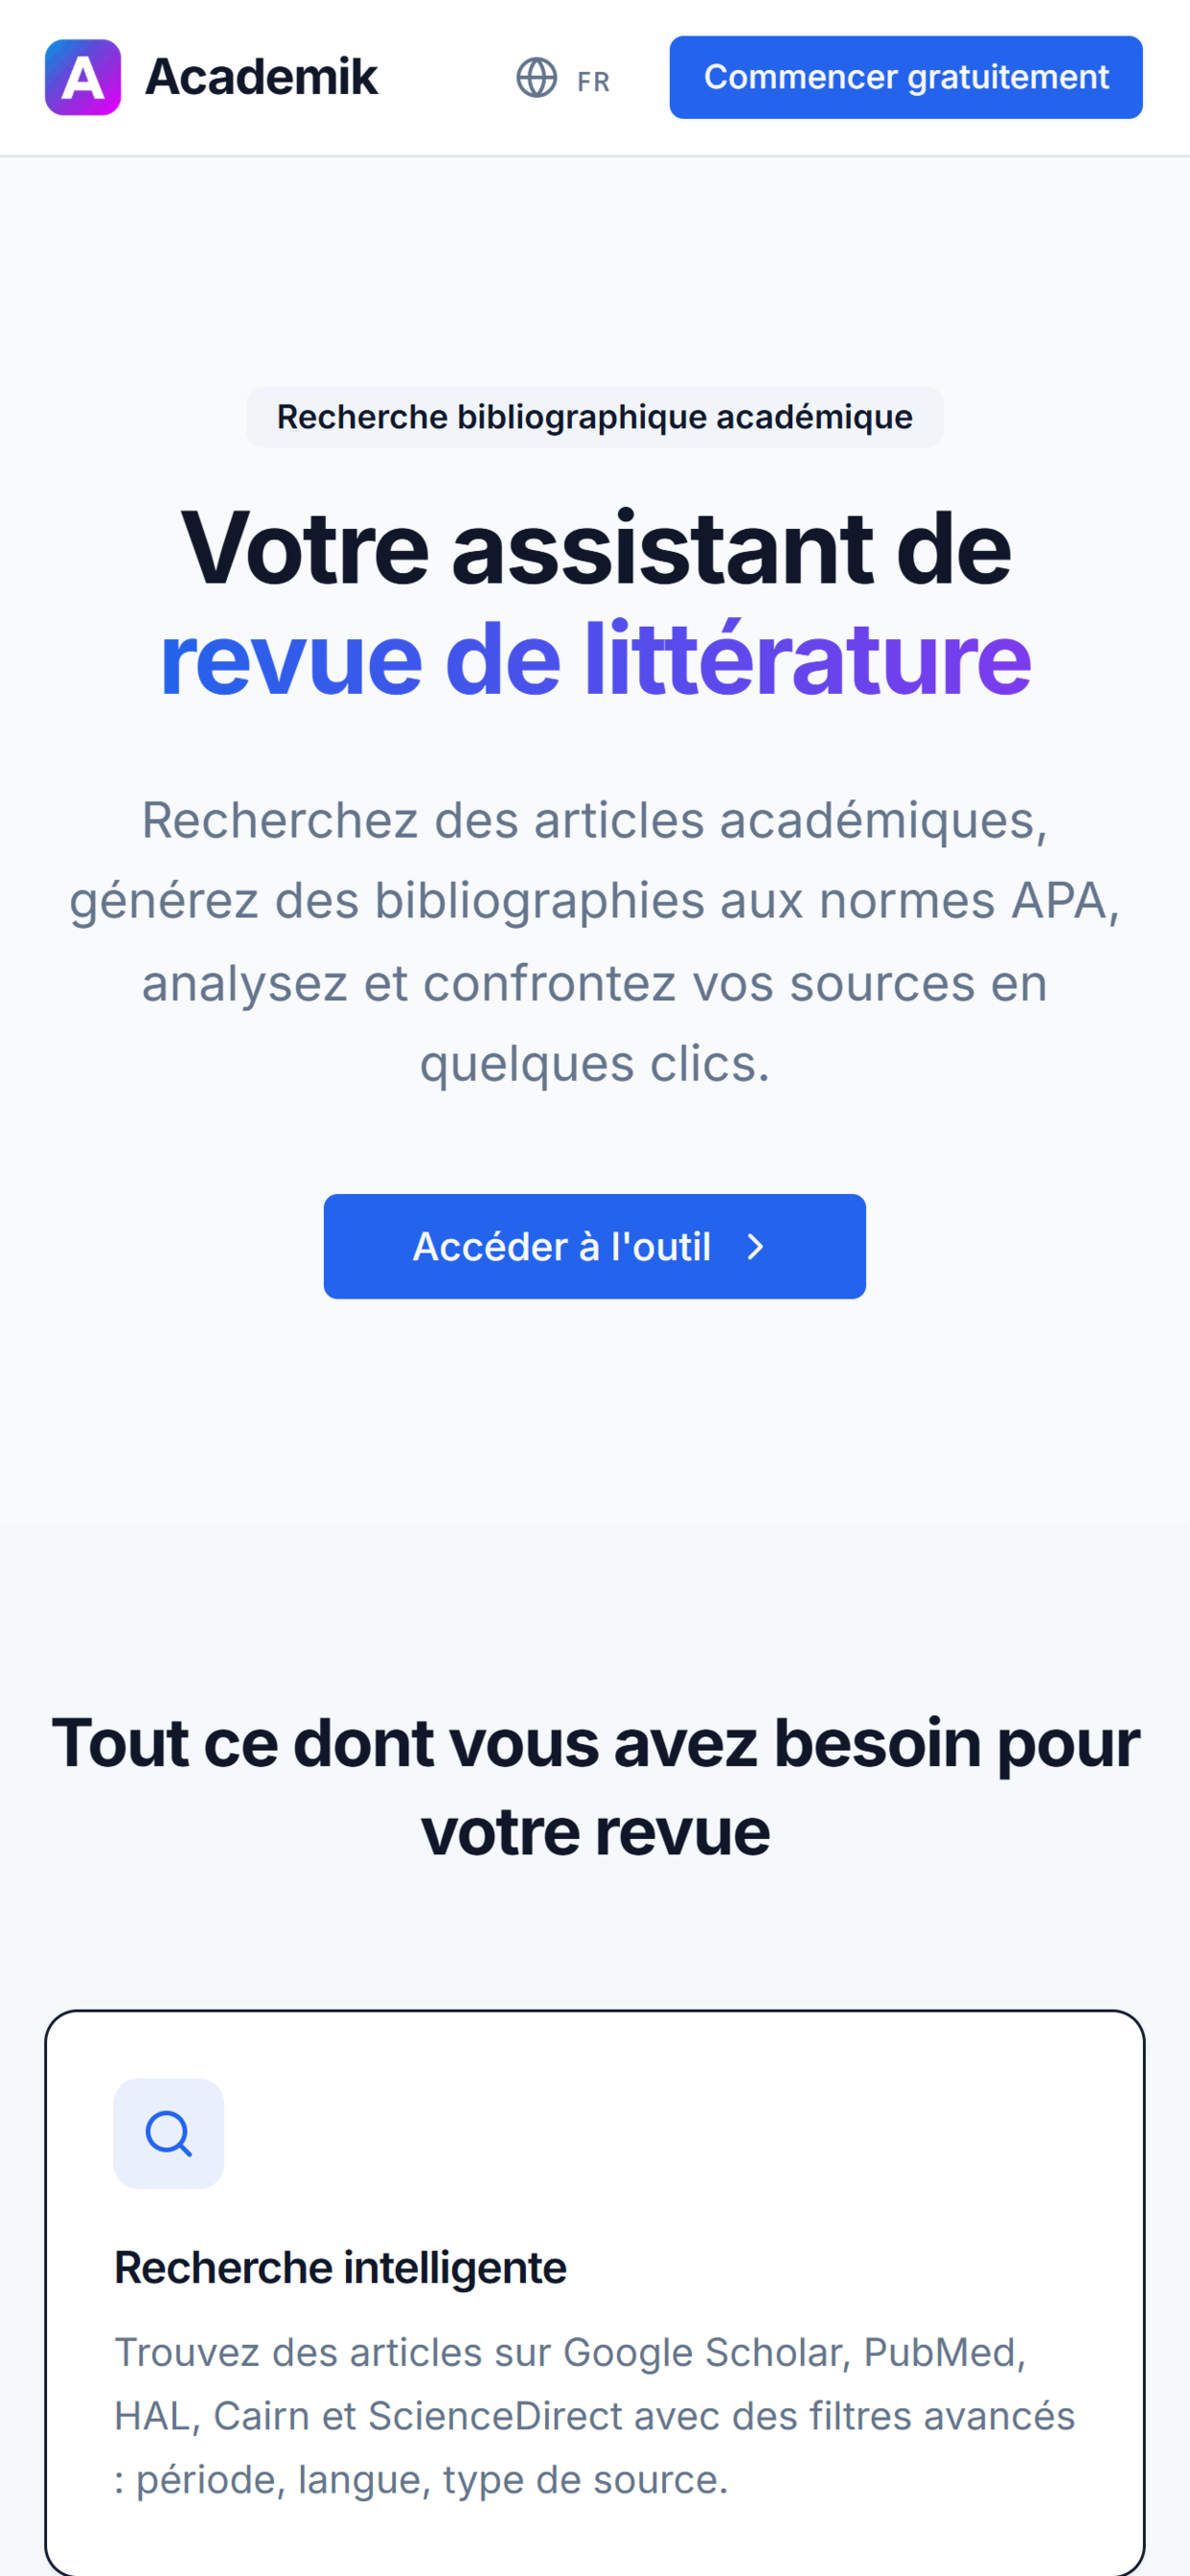 A Academik FR Commencer gratuitement
Recherche bibliographique académique
Votre assistant de
revue de littérature
Recherchez des articles académiques,
générez des bibliographies aux normes APA,
analysez et confrontez vos sources en
quelques clics.
Accéder à l'outil
Tout ce dont vous avez besoin pour
votre revue
Recherche intelligente
Trouvez des articles sur Google Scholar, PubMed,
HAL, Cairn et ScienceDirect avec des filtres avancés
: période, langue, type de source.